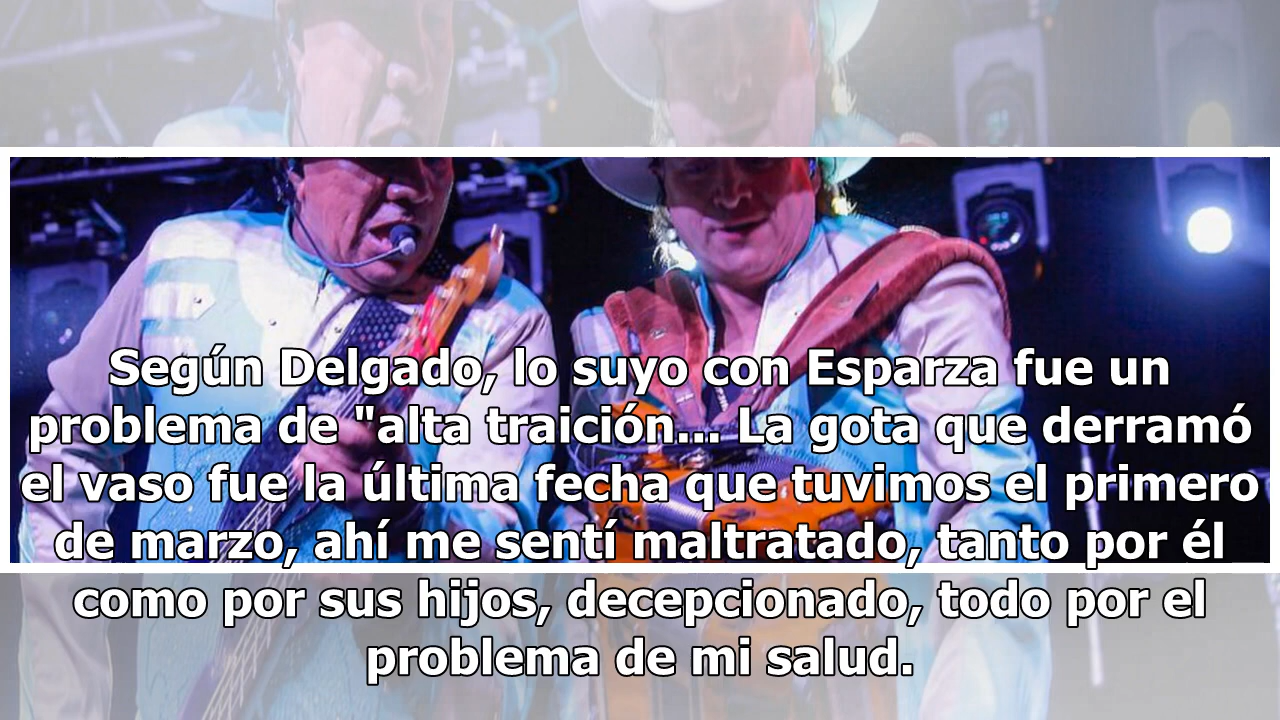 Según Delgado, lo suyo con Esparza fue un
problema de "alta traición... La gota que derramó
el vaso fue la última fecha que tuvimos el primero
de marzo, ahí me sentí maltratado, tanto por él
como por sus hijos, decepcionado, todo por el
problema de mi salud.